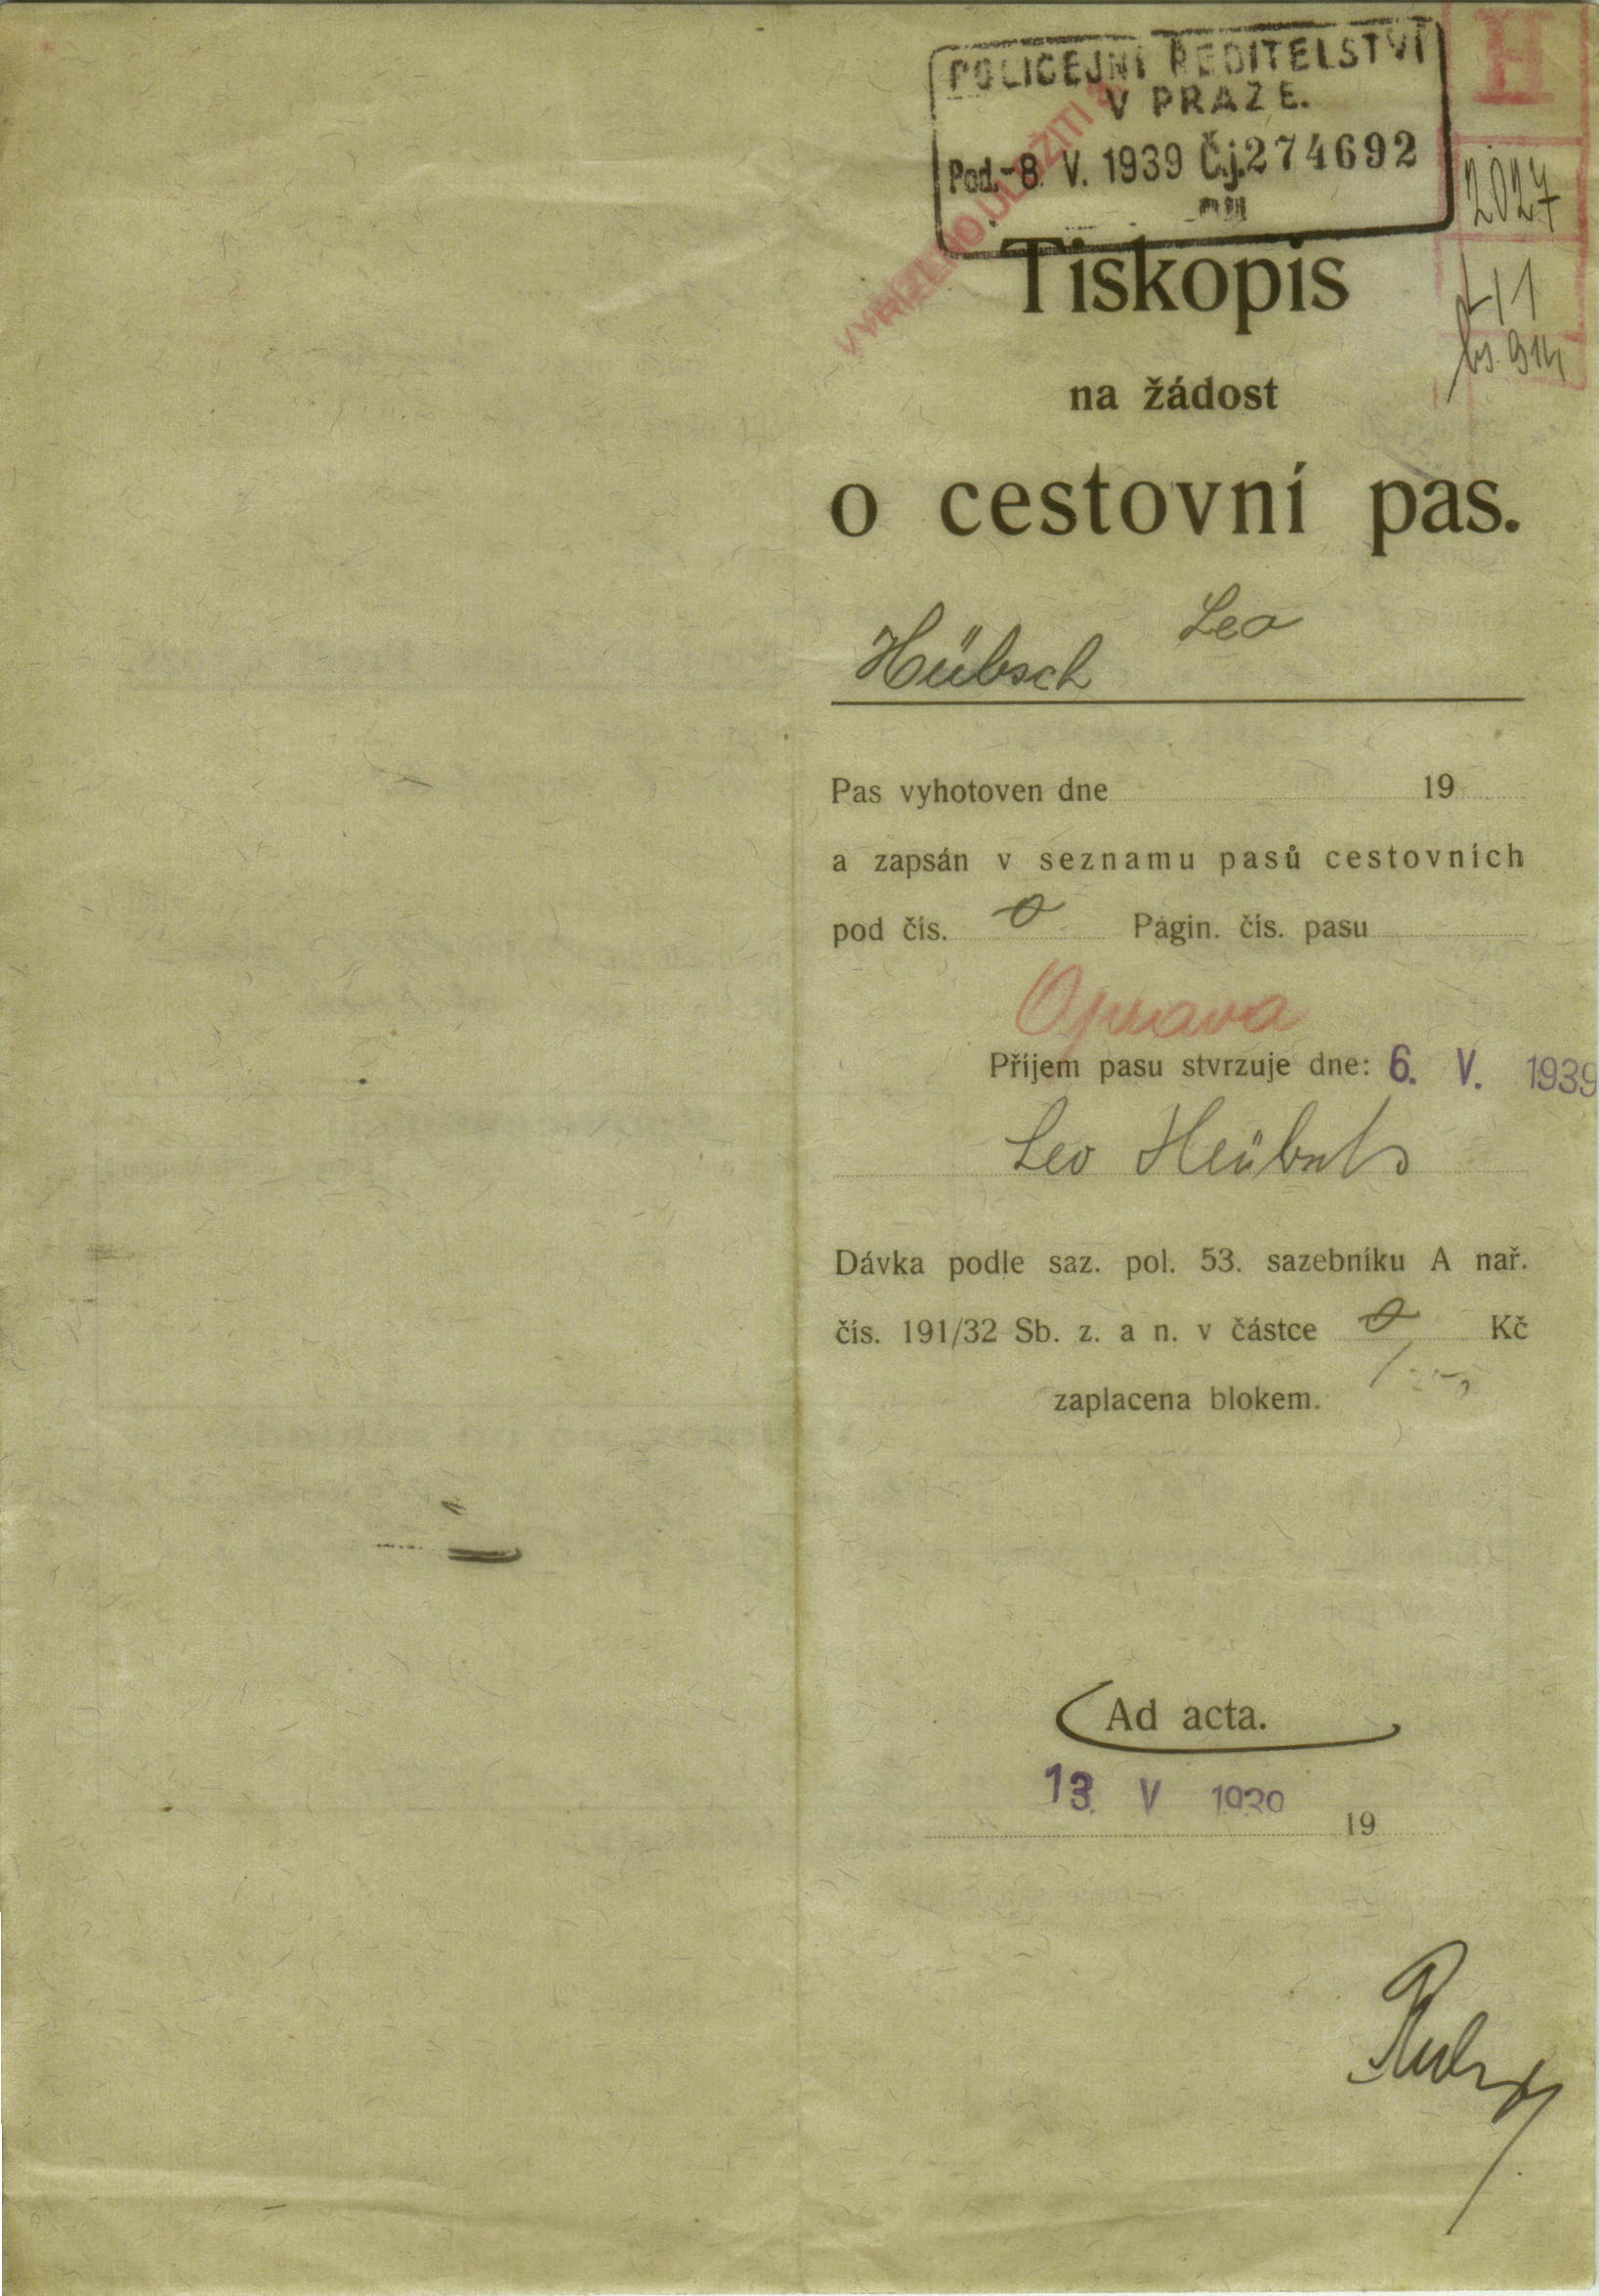 POLICEJNÍ ŘEDITELSTVÍ
V PRAZE.
Pod. -8. V. 1939 Č.j. 274692
H
2027
VYŘÍZENO, ULOŽITI
Tiskopis
na žádost
o cestovní pas.
Hübsch Leo
Pas vyhotoven dne 19
a zapsán v seznamu pasů cestovních
pod čís. Pagin. čís. pasu
Oprava
Příjem pasu stvrzuje dne: 6. V. 1939
Leo Hübsch
Dávka podle saz. pol. 53. sazebníku A nař.
čís. 191/32 Sb. z. a n. v částce Kč
zaplacena blokem.
Ad acta.
13. V 1939
19